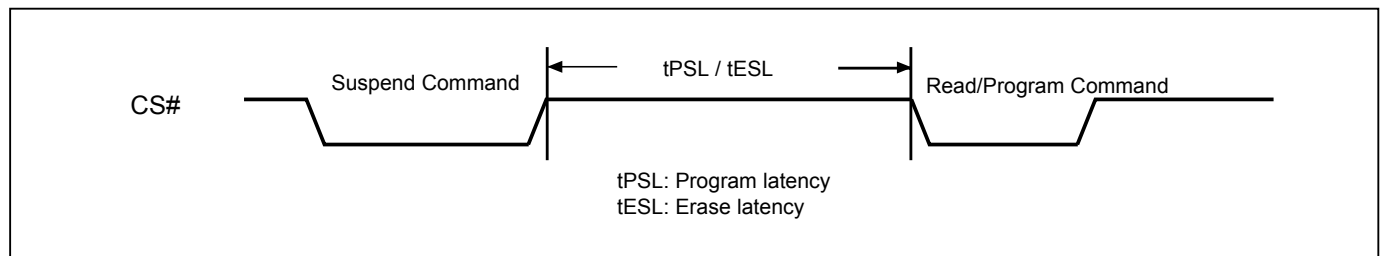 tPSL / tESL
Suspend Command
Read/Program Command
CS#
tPSL: Program latency
tESL: Erase latency